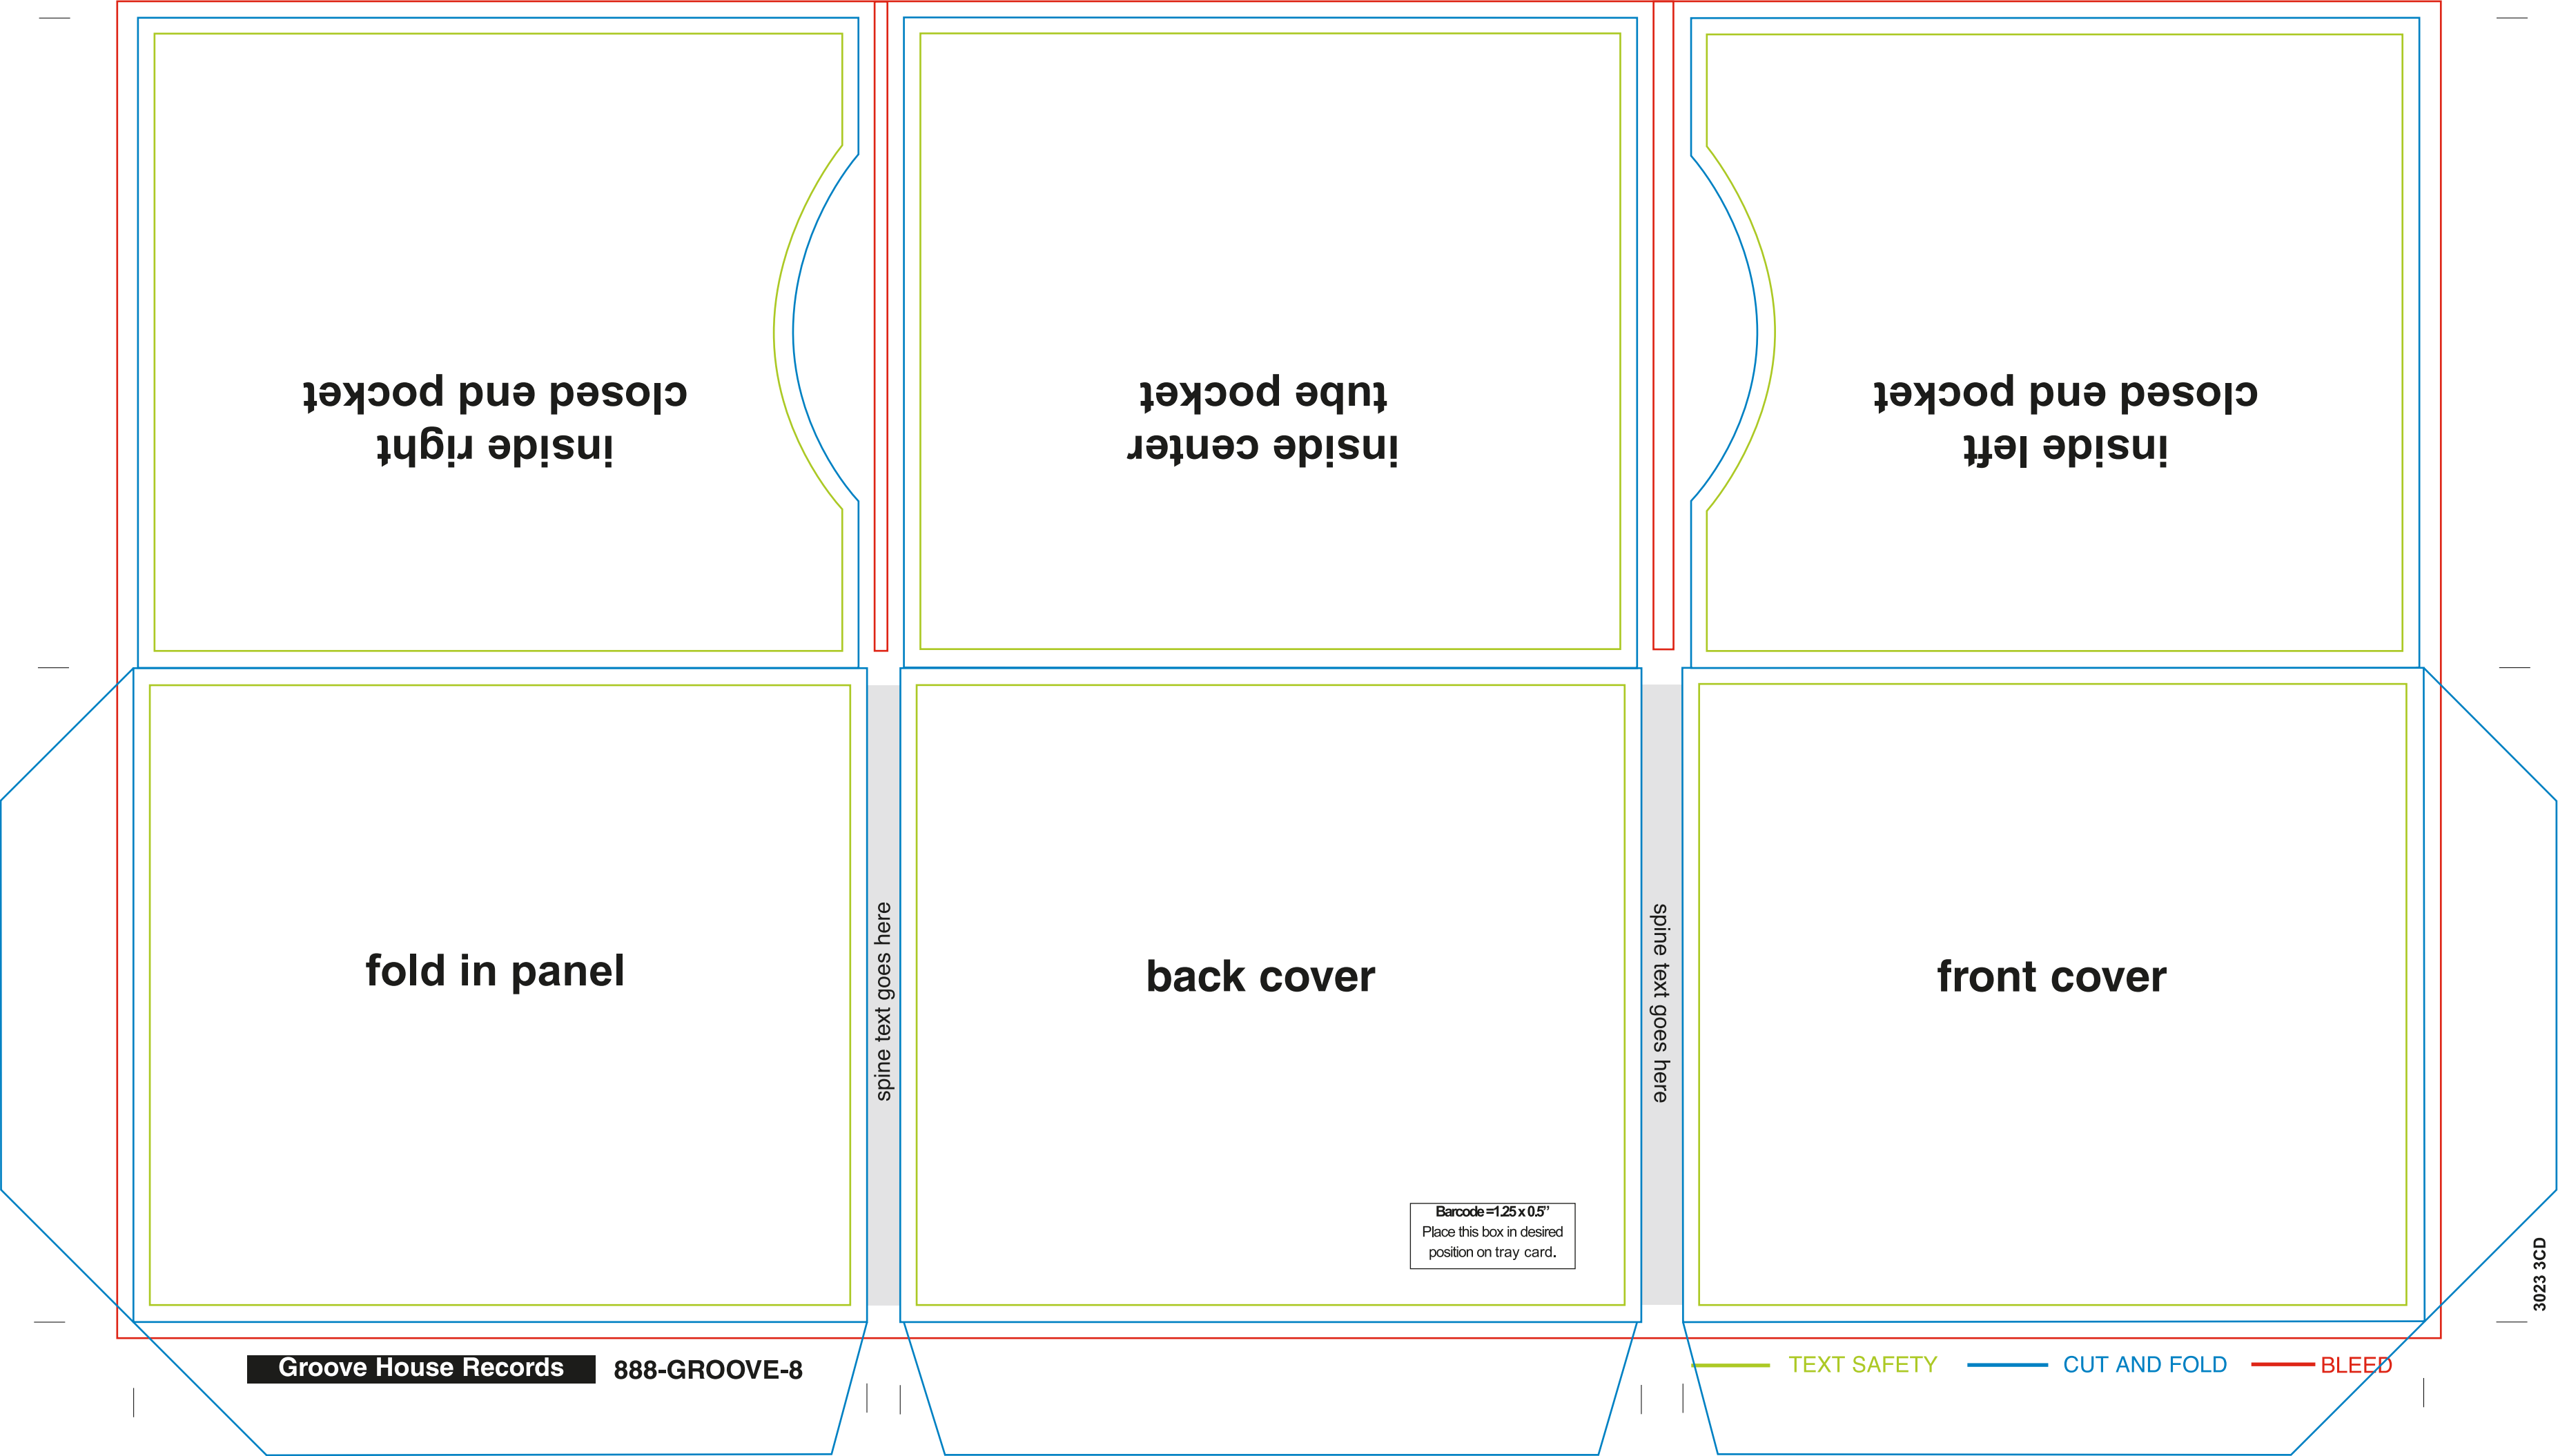 inside right
closed end pocket
inside center
tube pocket
inside left
closed end pocket
fold in panel
spine text goes here
back cover
spine text goes here
front cover
Barcode =1.25 x 0.5”
Place this box in desired
position on tray card.
3023 3CD
Groove House Records
888-GROOVE-8
TEXT SAFETY
CUT AND FOLD
BLEED